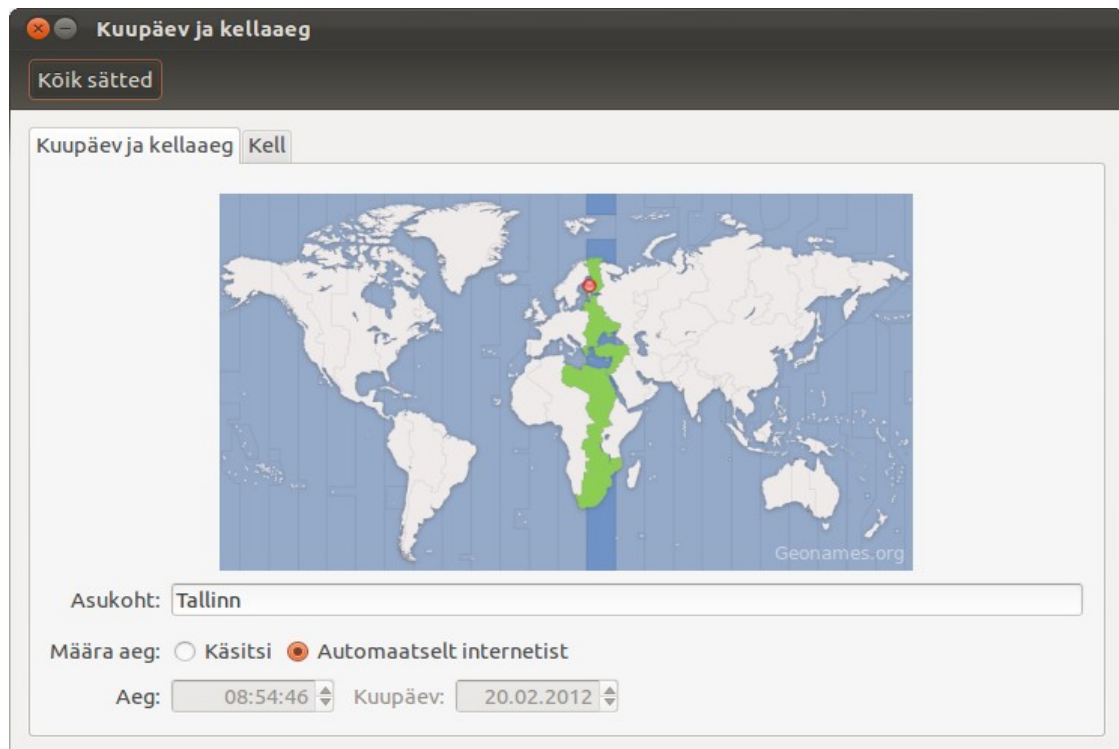 Kuupäev ja kellaaeg
Kõik sätted
Kuupäev ja kellaaeg Kell
Geonames.org
Asukoht: Tallinn
Määra aeg: Käsitsi Automaatselt internetist
Aeg: 08:54:46 Kuupäev: 20.02.2012